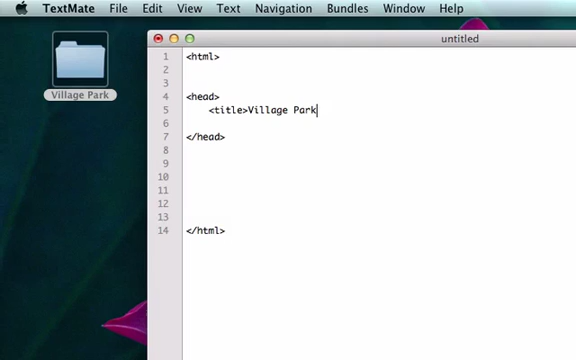 TextMate File Edit View Text Navigation Bundles Window Help
untitled
Village Park
1 <html>
2
3
4 <head>
5 <title>Village Park
6
7 </head>
8
9
10
11
12
13
14 </html>